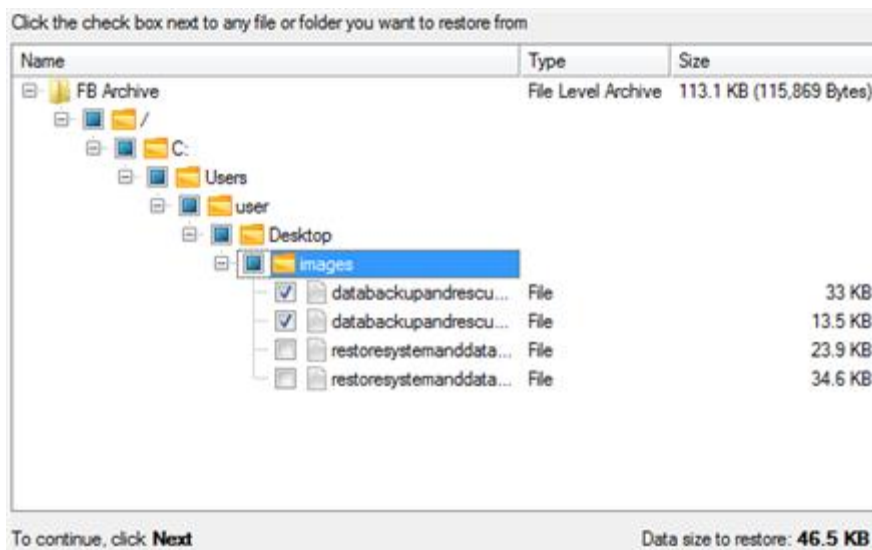 Click the check box next to any file or folder you want to restore from
Name Type Size
FB Archive File Level Archive 113.1 KB (115,869 Bytes)
/
C:
Users
user
Desktop
images
databackupandrescu... File 33 KB
databackupandrescu... File 13.5 KB
restoresystemanddata... File 23.9 KB
restoresystemanddata... File 34.6 KB
To continue, click Next Data size to restore: 46.5 KB